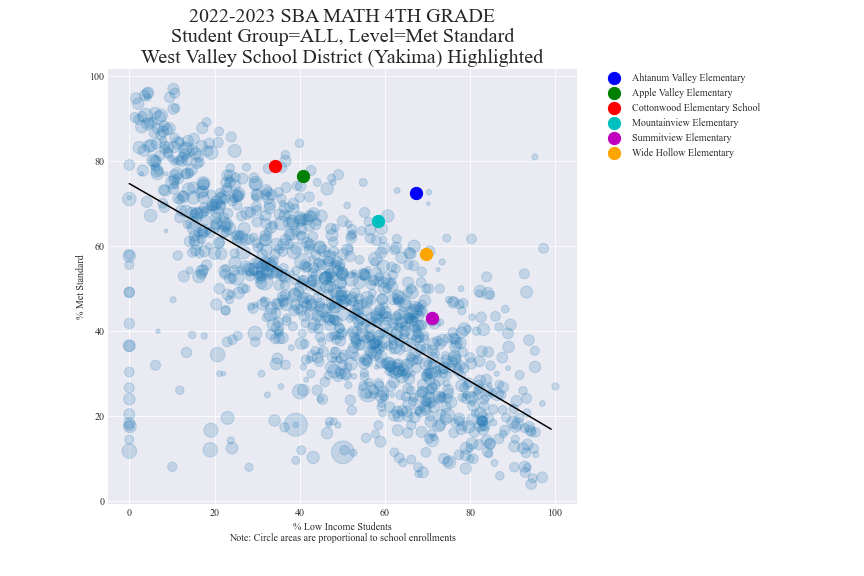 2022-2023 SBA MATH 4TH GRADE
Student Group=ALL, Level=Met Standard
West Valley School District (Yakima) Highlighted
Ahtanum Valley Elementary
Apple Valley Elementary
Cottonwood Elementary School
Mountainview Elementary
Summitview Elementary
Wide Hollow Elementary
% Met Standard
100
80
60
40
20
0
0 20 40 60 80 100
% Low Income Students
Note: Circle areas are proportional to school enrollments